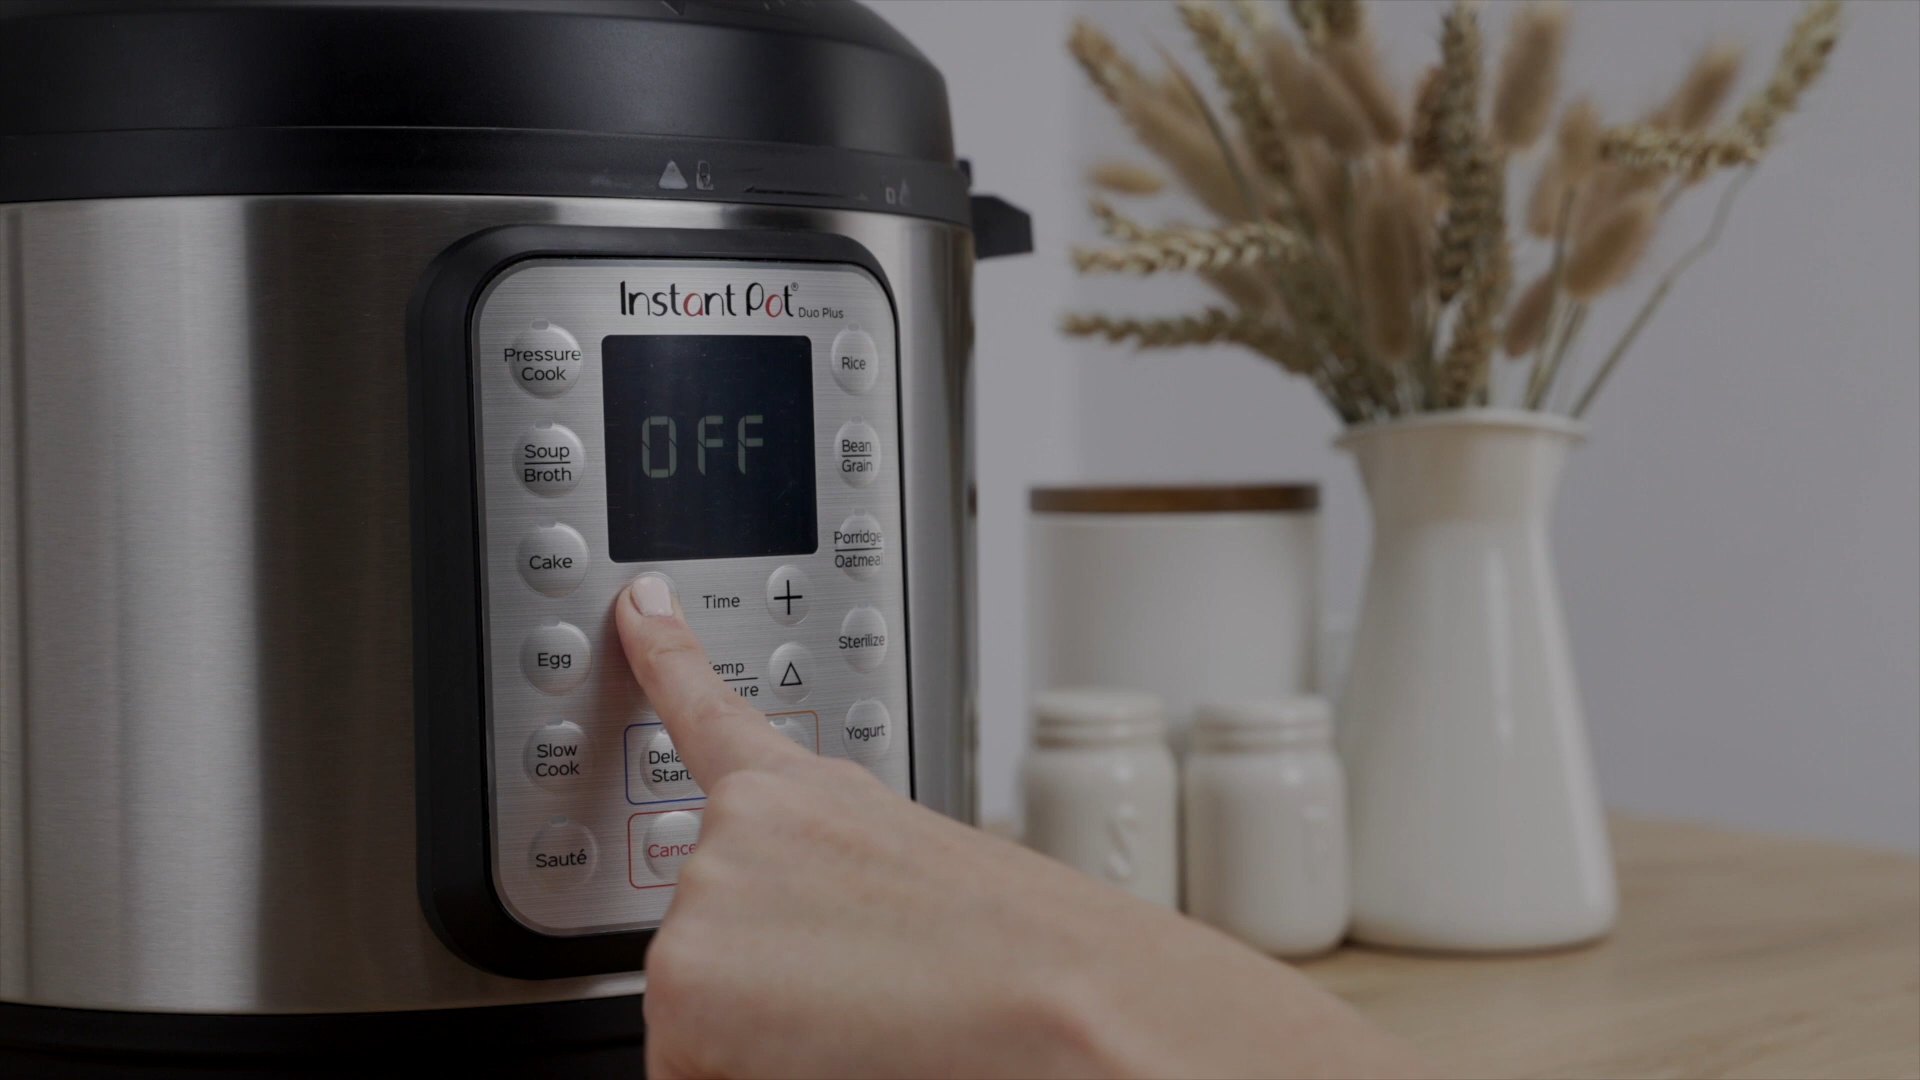 Instant Pot®
Duo Plus
Pressure
Cook
Rice
OFF
Soup
Broth
Bean
Grain
Cake
Porridge
Oatmeal
Time
+
Sterilize
Egg
Slow
Cook
Yogurt
Start
Sauté